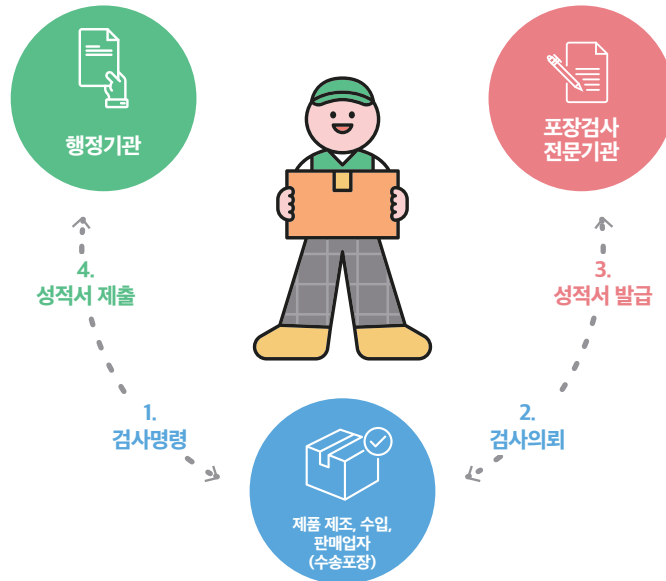 행정기관
포장검사
전문기관
4.
성적서 제출
3.
성적서 발급
1.
검사명령
2.
검사의뢰
제품 제조, 수입,
판매업자
(수송포장)